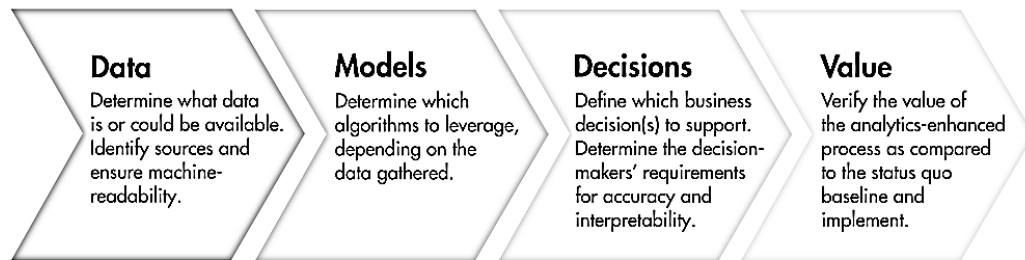 Data
Determine what data
is or could be available.
Identify sources and
ensure machine-
readability.
Models
Determine which
algorithms to leverage,
depending on the
data gathered.
Decisions
Define which business
decision(s) to support.
Determine the decision-
makers' requirements
for accuracy and
interpretability.
Value
Verify the value of
the analytics-enhanced
process as compared
to the status quo
baseline and
implement.